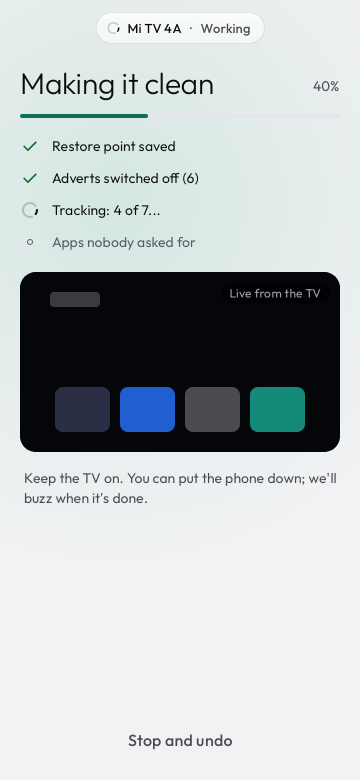 Mi TV 4A · Working
Making it clean
40%
Restore point saved
Adverts switched off (6)
Tracking: 4 of 7...
Apps nobody asked for
Live from the TV
Keep the TV on. You can put the phone down; we'll
buzz when it's done.
Stop and undo